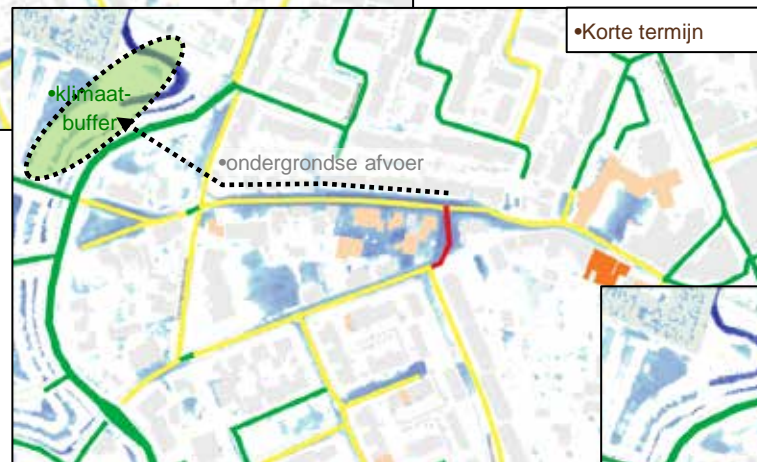 •Korte termijn
•klimaat-
buffer
•ondergrondse afvoer